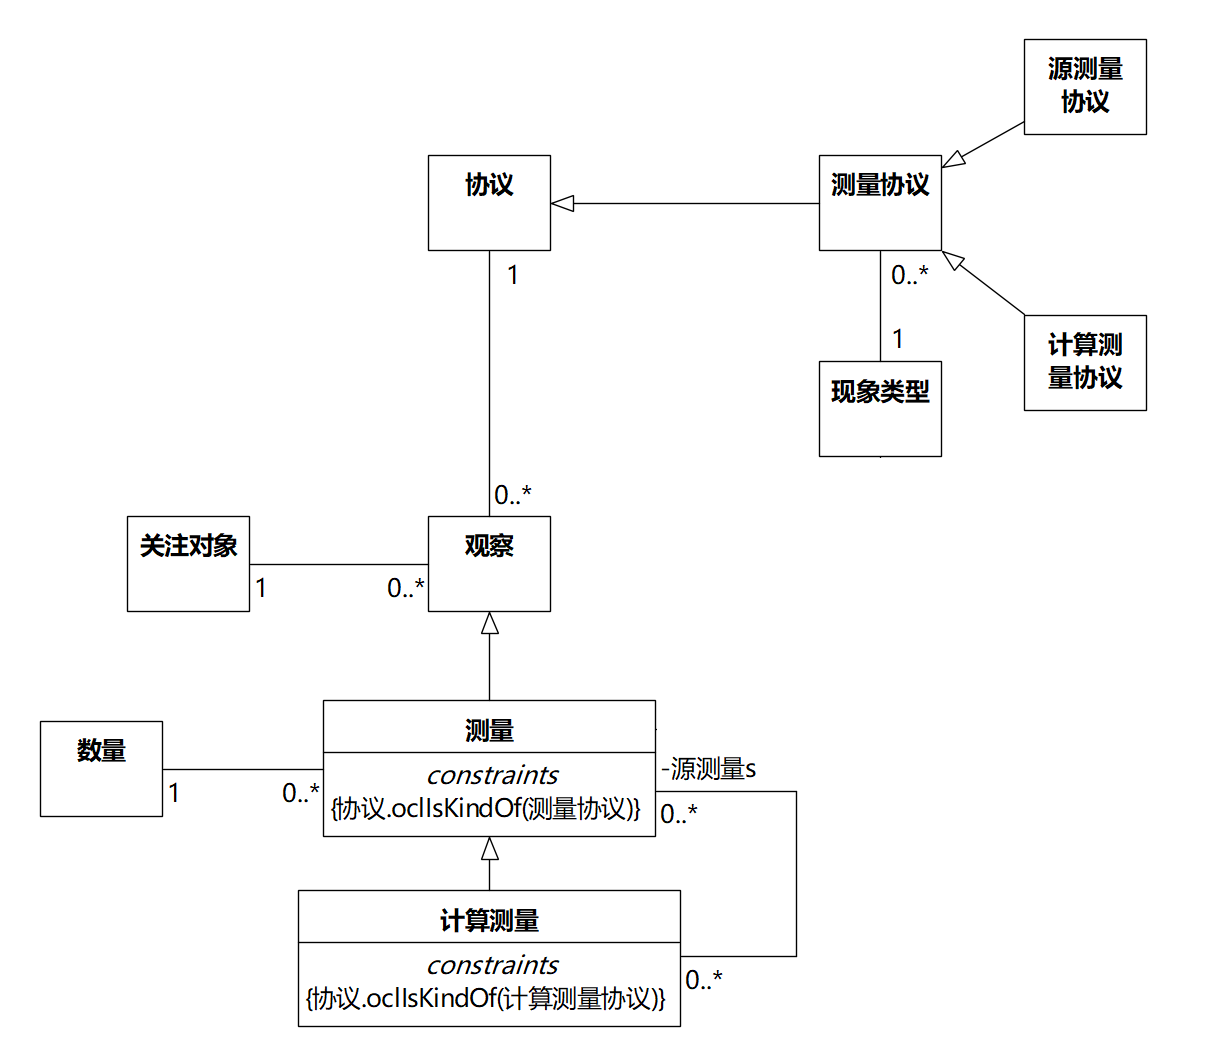 源测量
协议
协议
测量协议
1
0..*
1
现象类型
计算测
量协议
0..*
关注对象
1
0..*
观察
数量
1
0..*
测量
constraints
{协议.oclIsKindOf(测量协议)}
-源测量s
0..*
计算测量
constraints
{协议.oclIsKindOf(计算测量协议)}
0..*